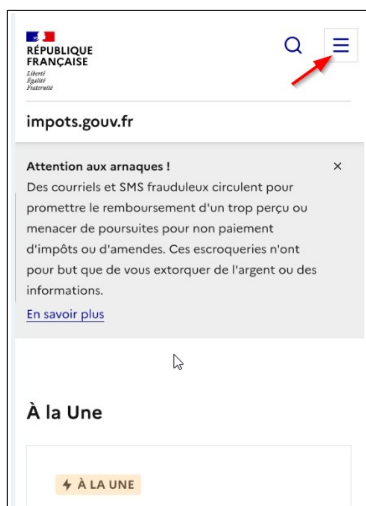 RÉPUBLIQUE
FRANÇAISE
Liberté
Égalité
Fraternité
impots.gouv.fr
Attention aux arnaques !
Des courriels et SMS frauduleux circulent pour
promettre le remboursement d'un trop perçu ou
menacer de poursuites pour non paiement
d'impôts ou d'amendes. Ces escroqueries n'ont
pour but que de vous extorquer de l'argent ou des
informations.
En savoir plus
À la Une
À LA UNE